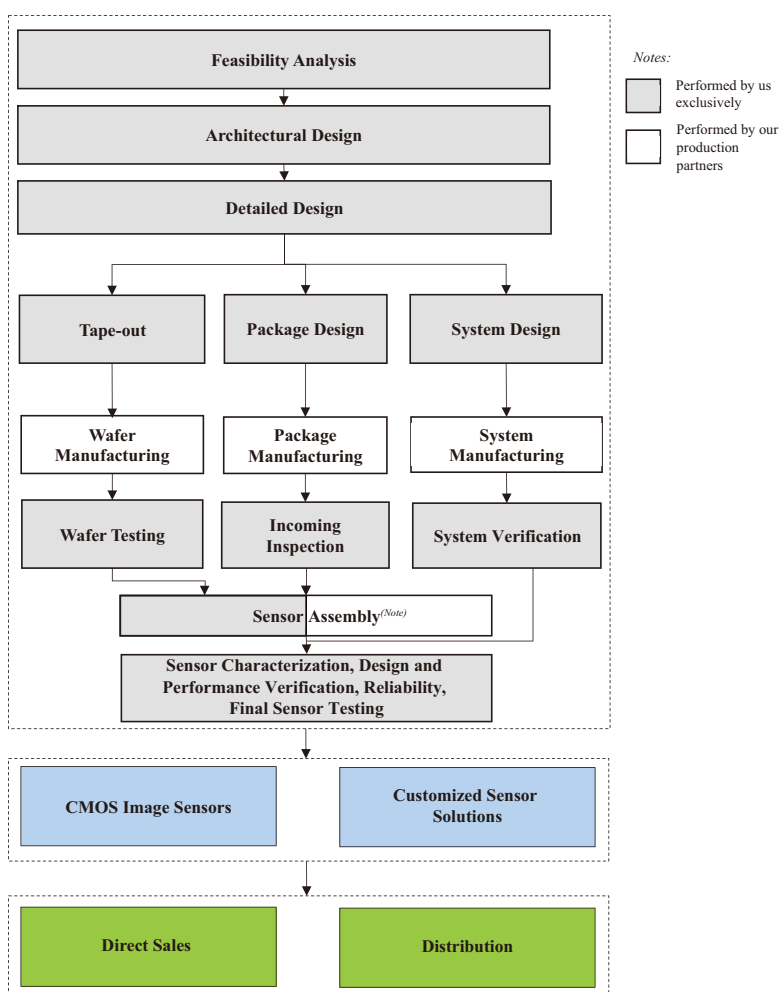 Feasibility Analysis
Notes:
Performed by us
exclusively
Performed by our
production
partners
Architectural Design
Detailed Design
Tape-out
Package Design
System Design
Wafer
Manufacturing
Package
Manufacturing
System
Manufacturing
Wafer Testing
Incoming
Inspection
System Verification
Sensor Assembly(Note)
Sensor Characterization, Design and
Performance Verification, Reliability,
Final Sensor Testing
CMOS Image Sensors
Customized Sensor
Solutions
Direct Sales
Distribution